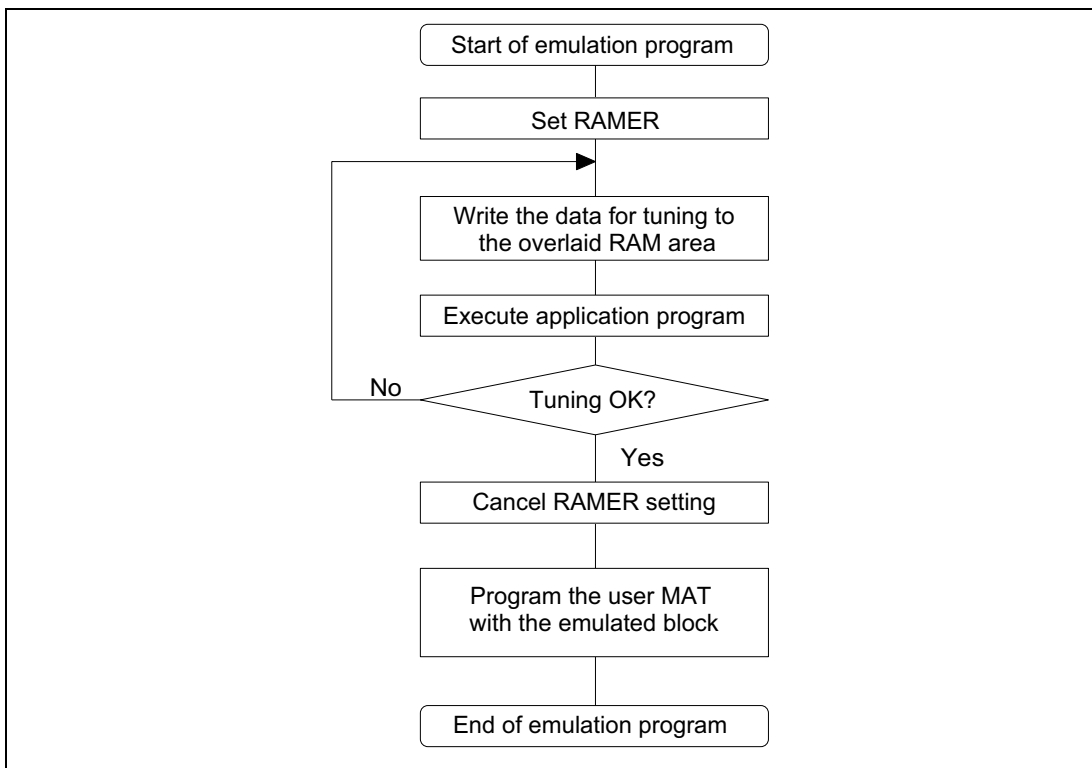 Start of emulation program
Set RAMER
Write the data for tuning to
the overlaid RAM area
Execute application program
No
Tuning OK?
Yes
Cancel RAMER setting
Program the user MAT
with the emulated block
End of emulation program